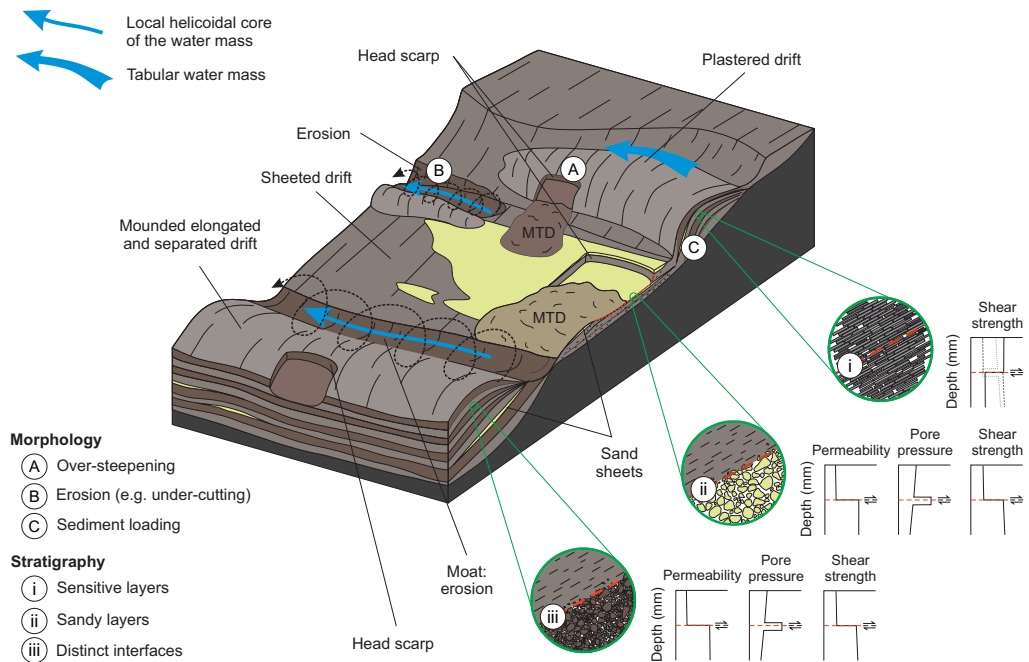 Local helicoidal core
of the water mass
Tabular water mass
Head scarp
Plastered drift
Erosion
A
B
Sheeted drift
MTD
Mounded elongated
and separated drift
C
MTD
Shear
strength
i
Depth (mm)
Morphology
A Over-steepening
B Erosion (e.g. under-cutting)
C Sediment loading
Sand
sheets
ii
Permeability
Pore
pressure
Shear
strength
Depth (mm)
Stratigraphy
i Sensitive layers
ii Sandy layers
iii Distinct interfaces
Moat:
erosion
Head scarp
iii
Permeability
Pore
pressure
Shear
strength
Depth (mm)